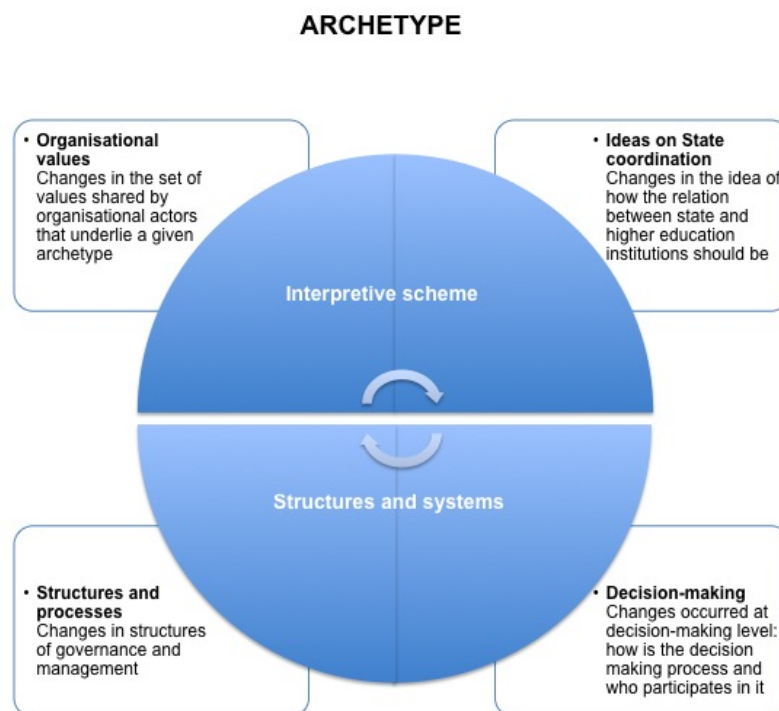 ARCHETYPE
• Organisational
values
Changes in the set of
values shared by
organisational actors
that underlie a given
archetype
• Ideas on State
coordination
Changes in the idea of
how the relation
between state and
higher education
institutions should be
Interpretive scheme
Structures and systems
• Structures and
processes
Changes in structures
of governance and
management
• Decision-making
Changes occurred at
decision-making level:
how is the decision
making process and
who participates in it